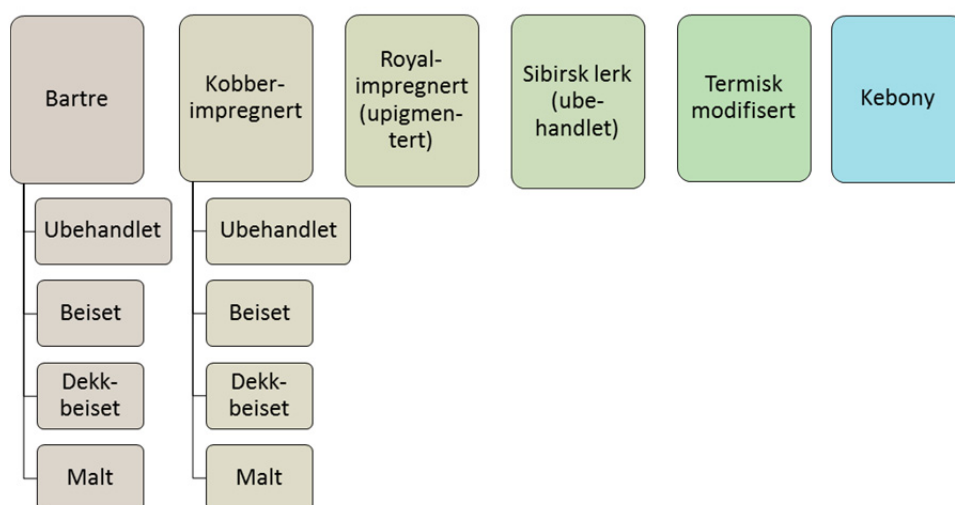 Bartre
Kobber-
impregnert
Royal-
impregnert
(upigmen-
tert)
Sibirsk lerk
(ube-
handlet)
Termisk
modifisert
Kebony
Ubehandlet
Beiset
Dekk-
beiset
Malt
Ubehandlet
Beiset
Dekk-
beiset
Malt